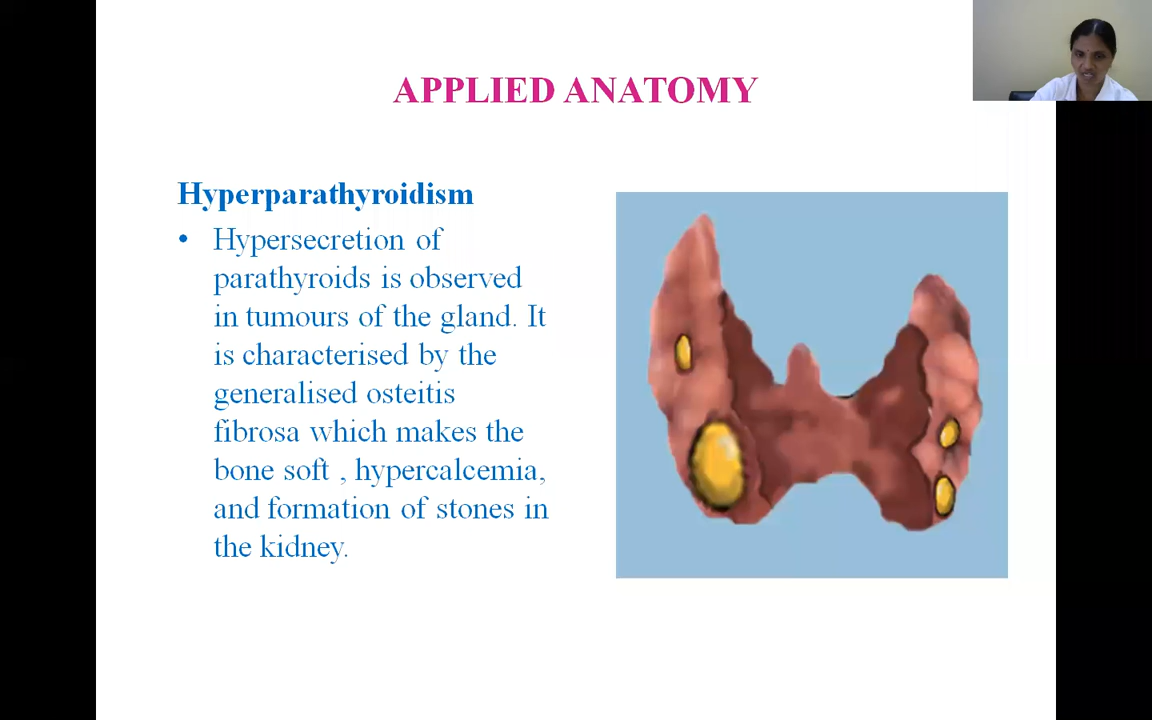 APPLIED ANATOMY
Hyperparathyroidism
• Hypersecretion of
parathyroids is observed
in tumours of the gland. It
is characterised by the
generalised osteitis
fibrosa which makes the
bone soft , hypercalcemia,
and formation of stones in
the kidney.